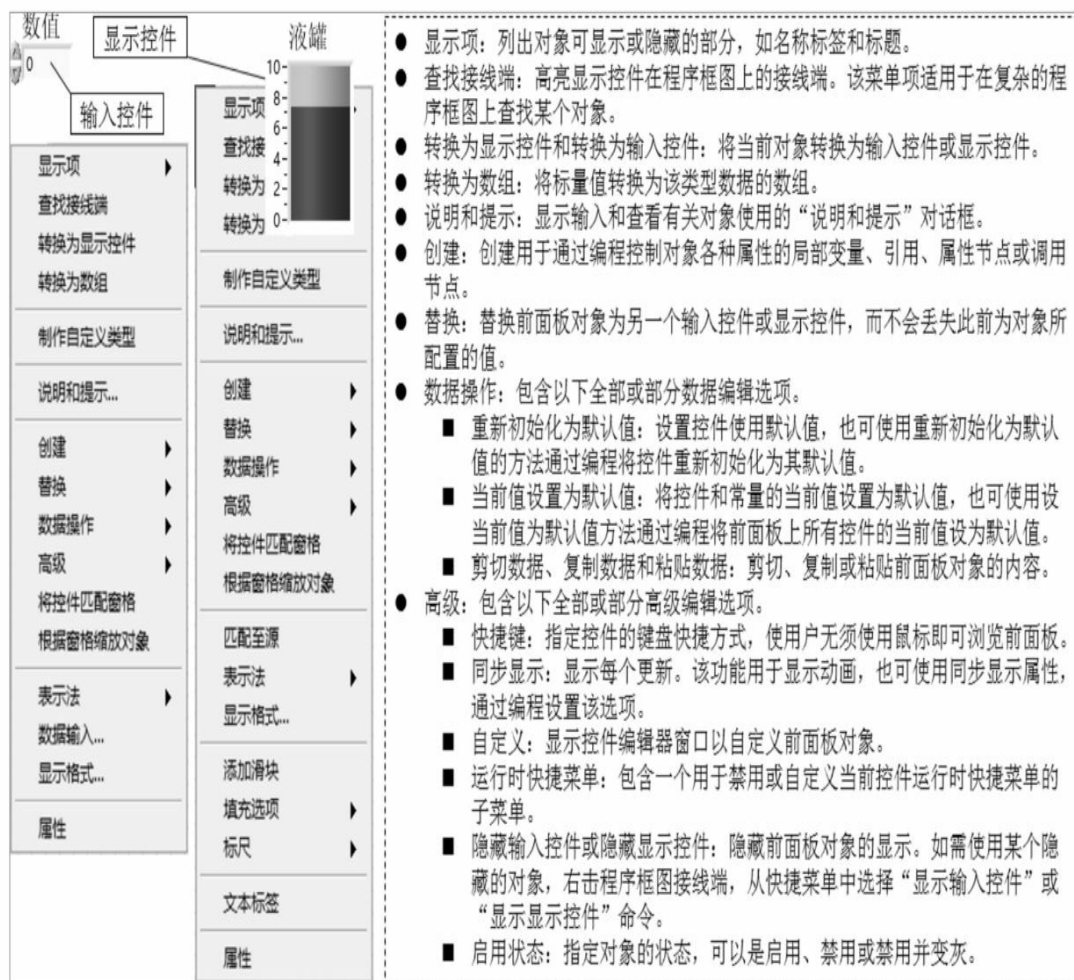 数值
0
显示控件
输入控件
显示项
查找接线端
转换为显示控件
转换为数组
制作自定义类型
说明和提示...
创建
替换
数据操作
高级
将控件匹配窗格
根据窗格缩放对象
表示法
数据输入...
显示格式...
属性
液罐
10-
8-
6-
4-
2-
0-
显示项
查找接
转换为
转换为
制作自定义类型
说明和提示...
创建
替换
数据操作
高级
将控件匹配窗格
根据窗格缩放对象
匹配至源
表示法
显示格式...
添加滑块
填充选项
标尺
文本标签
属性
● 显示项：列出对象可显示或隐藏的部分，如名称标签和标题。
● 查找接线端：高亮显示控件在程序框图上的接线端。该菜单项适用于在复杂的程
序框图上查找某个对象。
● 转换为显示控件和转换为输入控件：将当前对象转换为输入控件或显示控件。
● 转换为数组：将标量值转换为该类型数据的数组。
● 说明和提示：显示输入和查看有关对象使用的“说明和提示”对话框。
● 创建：创建用于通过编程控制对象各种属性的局部变量、引用、属性节点或调用
节点。
● 替换：替换前面板对象为另一个输入控件或显示控件，而不会丢失此前为对象所
配置的值。
● 数据操作：包含以下全部或部分数据编辑选项。
■ 重新初始化为默认值：设置控件使用默认值，也可使用重新初始化为默认
值的方法通过编程将控件重新初始化为其默认值。
■ 当前值设置为默认值：将控件和常量的当前值设置为默认值，也可使用设
当前值为默认值方法通过编程将前面板上所有控件的当前值设为默认值。
■ 剪切数据、复制数据和粘贴数据：剪切、复制或粘贴前面板对象的内容。
● 高级：包含以下全部或部分高级编辑选项。
■ 快捷键：指定控件的键盘快捷方式，使用户无须使用鼠标即可浏览前面板。
■ 同步显示：显示每个更新。该功能用于显示动画，也可使用同步显示属性，
通过编程设置该选项。
■ 自定义：显示控件编辑器窗口以自定义前面板对象。
■ 运行时快捷菜单：包含一个用于禁用或自定义当前控件运行时快捷菜单的
子菜单。
■ 隐藏输入控件或隐藏显示控件：隐藏前面板对象的显示。如需使用某个隐
藏的对象，右击程序框图接线端，从快捷菜单中选择“显示输入控件”或
“显示显示控件”命令。
■ 启用状态：指定对象的状态，可以是启用、禁用或禁用并变灰。